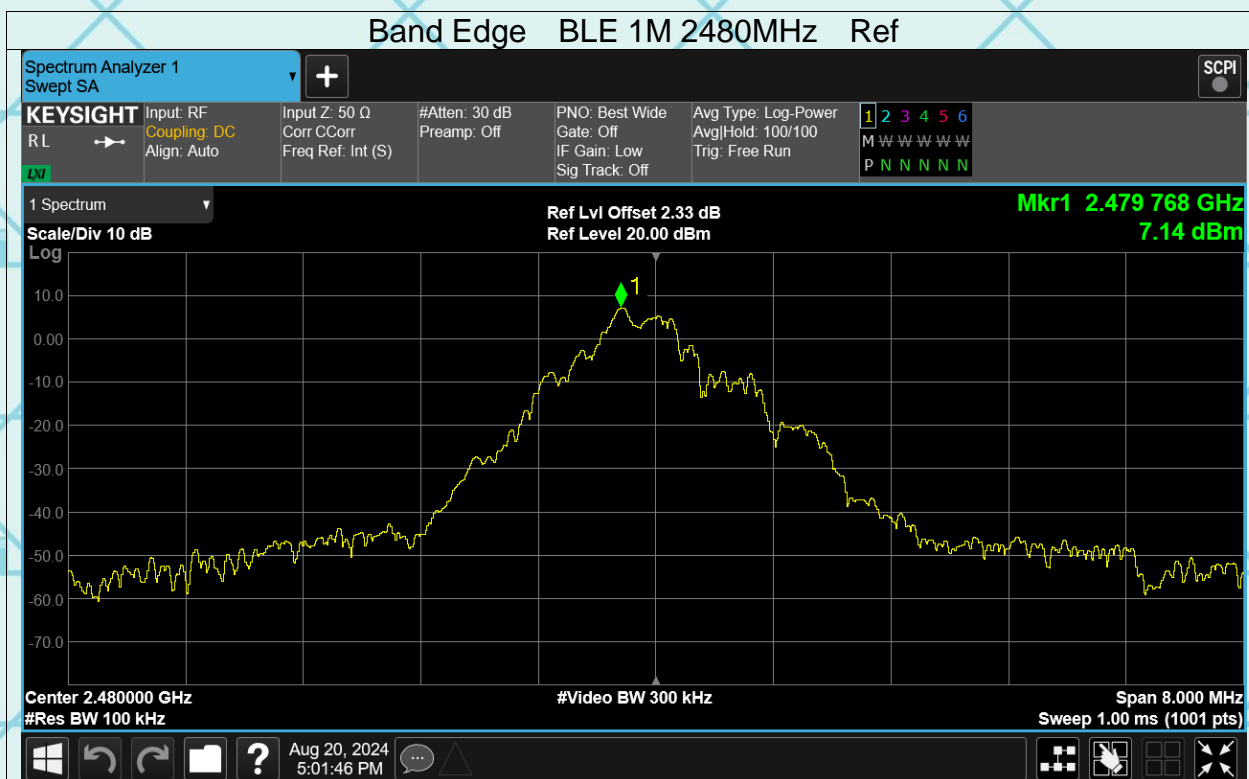 Band Edge BLE 1M 2480MHz Ref
Spectrum Analyzer 1
Swept SA
SCPI
KEYSIGHT
RL
LXI
Input: RF
Coupling: DC
Align: Auto
Input Z: 50 Ω
Corr CCorr
Freq Ref: Int (S)
#Atten: 30 dB
Preamp: Off
PNO: Best Wide
Gate: Off
IF Gain: Low
Sig Track: Off
Avg Type: Log-Power
Avg|Hold: 100/100
Trig: Free Run
1 2 3 4 5 6
M W W W W W
P N N N N N
1 Spectrum
Scale/Div 10 dB
Ref Lvl Offset 2.33 dB
Ref Level 20.00 dBm
Mkr1 2.479 768 GHz
7.14 dBm
Log
1
10.0
0.00
-10.0
-20.0
-30.0
-40.0
-50.0
-60.0
-70.0
Center 2.480000 GHz
#Res BW 100 kHz
#Video BW 300 kHz
Span 8.000 MHz
Sweep 1.00 ms (1001 pts)
?
Aug 20, 2024
5:01:46 PM